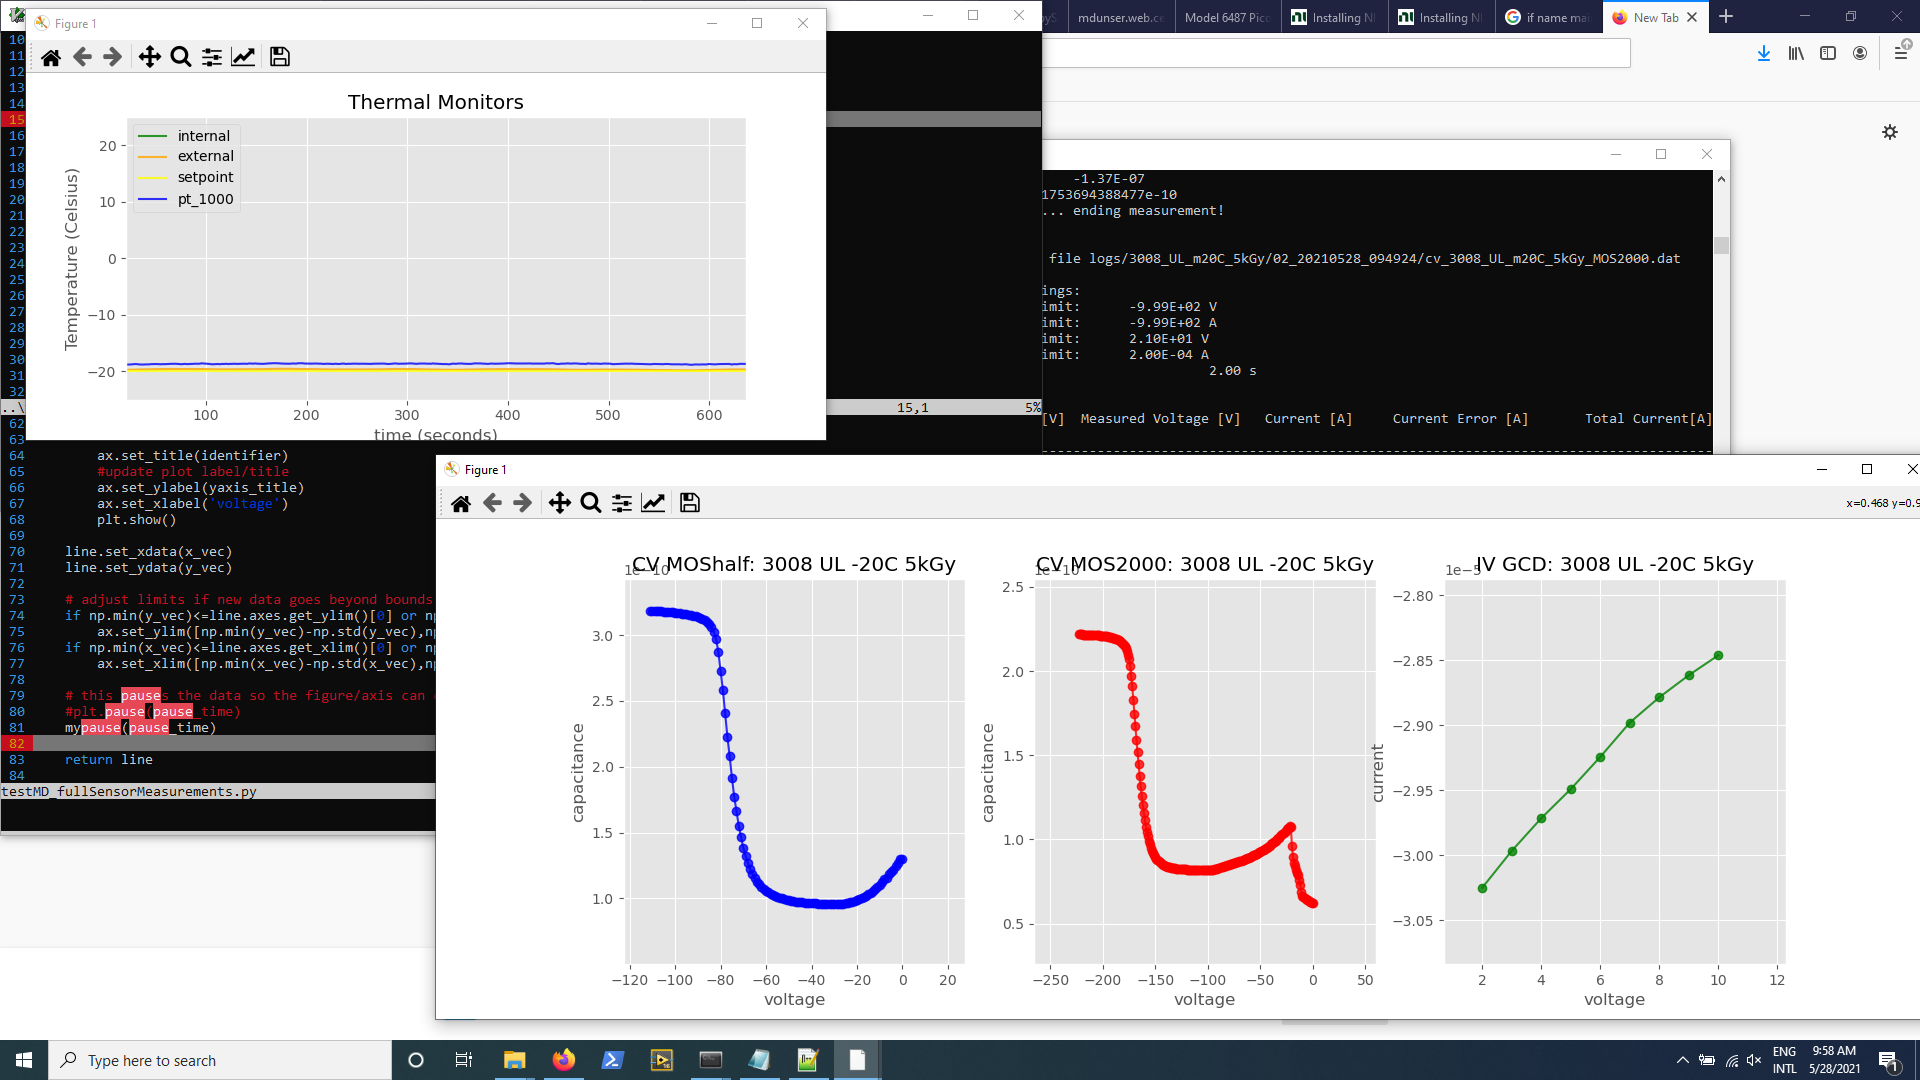 Figure 1
Thermal Monitors
internal
external
setpoint
pt_1000
Temperature (Celsius)
20
10
0
−10
−20
100 200 300 400 500 600
time (seconds)
10
11
12
13
14
15
16
17
18
19
20
21
22
23
24
25
26
27
28
29
30
31
32
..\ 15,1 5%
62
63
64 ax.set_title(identifier)
65 #update plot label/title
66 ax.set_ylabel(yaxis_title)
67 ax.set_xlabel('voltage')
68 plt.show()
69
70 line.set_xdata(x_vec)
71 line.set_ydata(y_vec)
72
73 # adjust limits if new data goes beyond bounds
74 if np.min(y_vec)<=line.axes.get_ylim()[0] or np
75 ax.set_ylim([np.min(y_vec)-np.std(y_vec),np
76 if np.min(x_vec)<=line.axes.get_xlim()[0] or np
77 ax.set_xlim([np.min(x_vec)-np.std(x_vec),np
78
79 # this pauses the data so the figure/axis can
80 #plt.pause(pause_time)
81 mypause(pause_time)
82
83 return line
84
testMD_fullSensorMeasurements.py
mdunser.web.ce
Model 6487 Pico
Installing NI
Installing NI
if name mai
New Tab
-1.37E-07
1753694388477e-10
... ending measurement!
file logs/3008_UL_m20C_5kGy/02_20210528_094924/cv_3008_UL_m20C_5kGy_MOS2000.dat
ings:
imit: -9.99E+02 V
imit: -9.99E+02 A
imit: 2.10E+01 V
imit: 2.00E-04 A
2.00 s
[V] Measured Voltage [V] Current [A] Current Error [A] Total Current[A]
Figure 1
x=0.468 y=0.9
CV MOShalf: 3008 UL -20C 5kGy
1e−10
capacitance
3.0
2.5
2.0
1.5
1.0
−120 −100 −80 −60 −40 −20 0 20
voltage
CV MOS2000: 3008 UL -20C 5kGy
1e−10
capacitance
2.5
2.0
1.5
1.0
0.5
−250 −200 −150 −100 −50 0 50
voltage
IV GCD: 3008 UL -20C 5kGy
1e−5
current
−2.80
−2.85
−2.90
−2.95
−3.00
−3.05
2 4 6 8 10 12
voltage
Type here to search
ENG
INTL
9:58 AM
5/28/2021
1